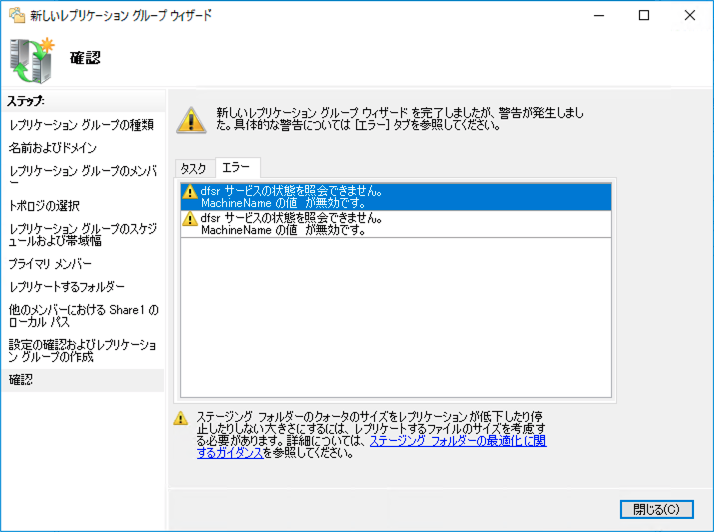 新しいレプリケーション グループ ウィザード
確認
ステップ:
レプリケーション グループの種類
名前およびドメイン
レプリケーション グループのメンバ
ー
トポロジの選択
レプリケーション グループのスケジ
ュールおよび帯域幅
プライマリ メンバー
レプリケートするフォルダー
他のメンバーにおける Share1 の
ローカル パス
設定の確認およびレプリケーショ
ン グループの作成
確認
新しいレプリケーション グループ ウィザード を完了しましたが、警告が発生しまし
た。具体的な警告については [エラー] タブを参照してください。
タスク
エラー
dfsr サービスの状態を照会できません。
MachineName の値 が無効です。
dfsr サービスの状態を照会できません。
MachineName の値 が無効です。
ステージング フォルダーのクォータのサイズをレプリケーションが低下したり停
止したりしない大きさにするには、レプリケートするファイルのサイズを考慮す
る必要があります。詳細については、ステージング フォルダーの最適化に関
するガイダンスを参照してください。
閉じる(C)